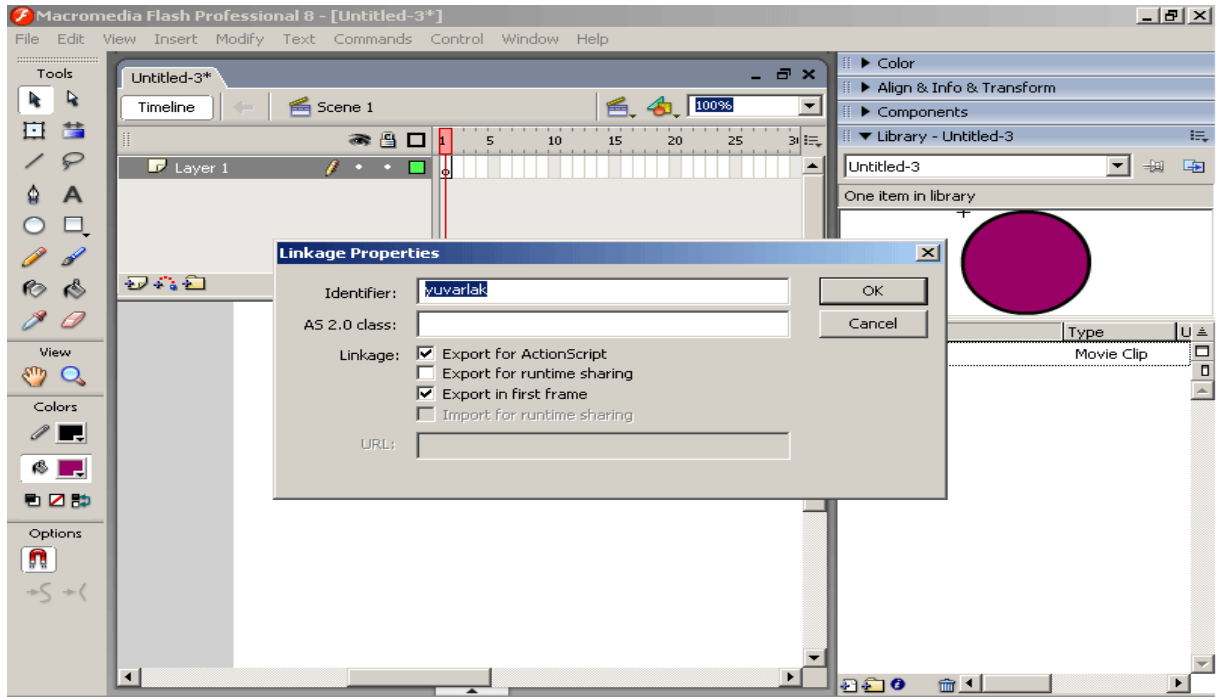 Macromedia Flash Professional 8 - [Untitled-3*]
File Edit View Insert Modify Text Commands Control Window Help
Tools
View
Colors
Options
Untitled-3*
Timeline
Scene 1
100%
1 5 10 15 20 25
Layer 1
Color
Align & Info & Transform
Components
Library - Untitled-3
Untitled-3
One item in library
Type
U
Movie Clip
Linkage Properties
Identifier: yuvarlak
AS 2.0 class:
Linkage:
Export for ActionScript
Export for runtime sharing
Export in first frame
Import for runtime sharing
URL:
OK
Cancel